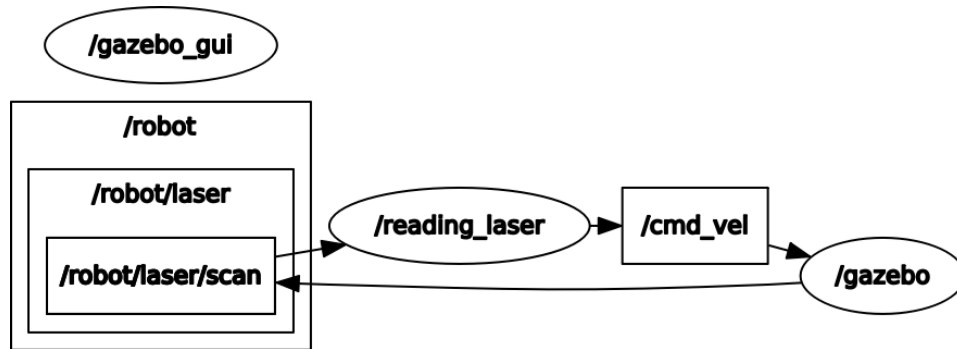 /gazebo_gui
/robot
/robot/laser
/robot/laser/scan
/reading_laser
/cmd_vel
/gazebo